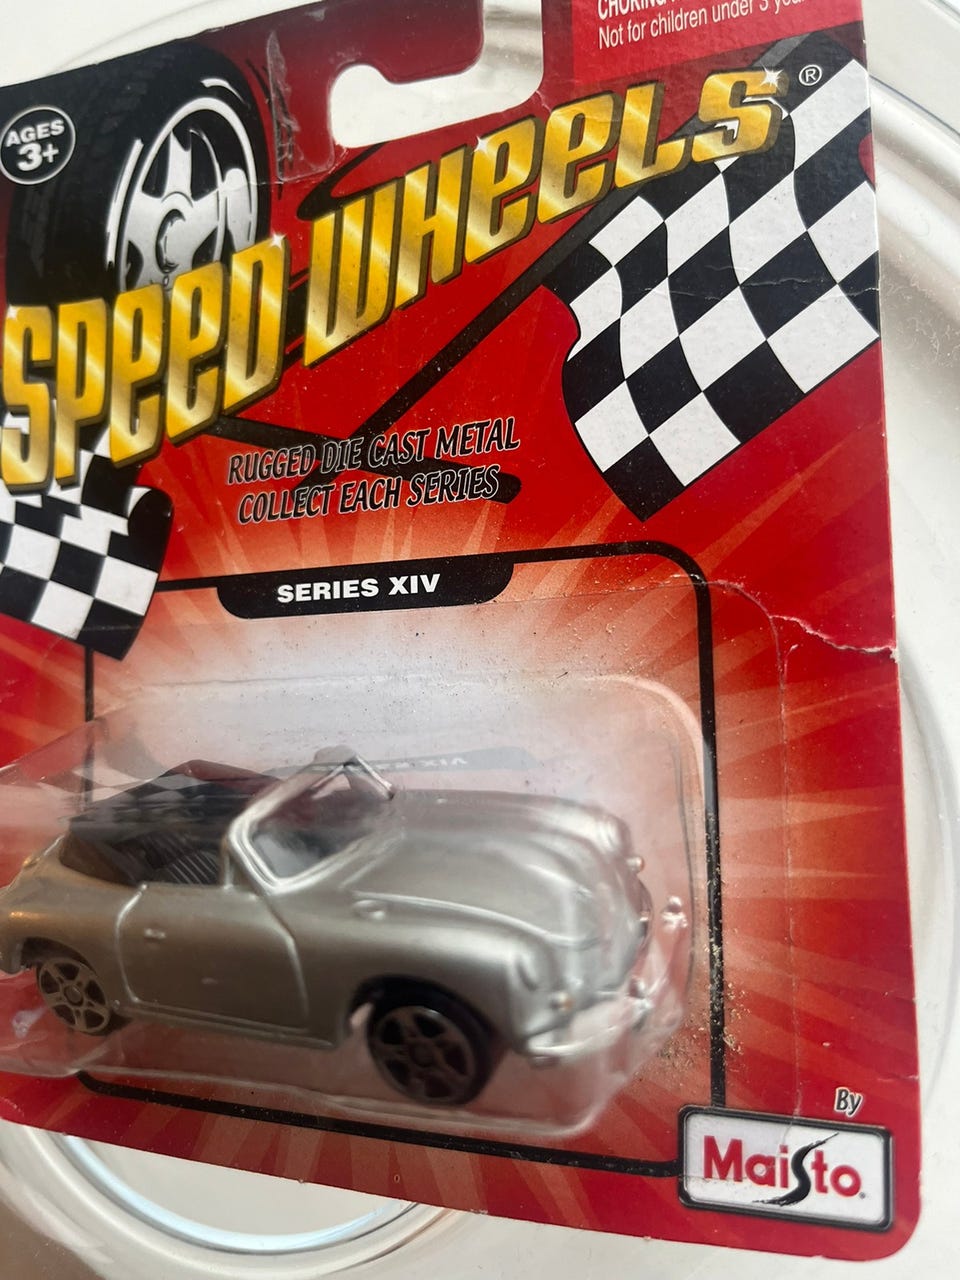 CHOKING
Not for children under 3
AGES
3+
SPEED WHEELS®
RUGGED DIE CAST METAL
COLLECT EACH SERIES
SERIES XIV
By
Maisto